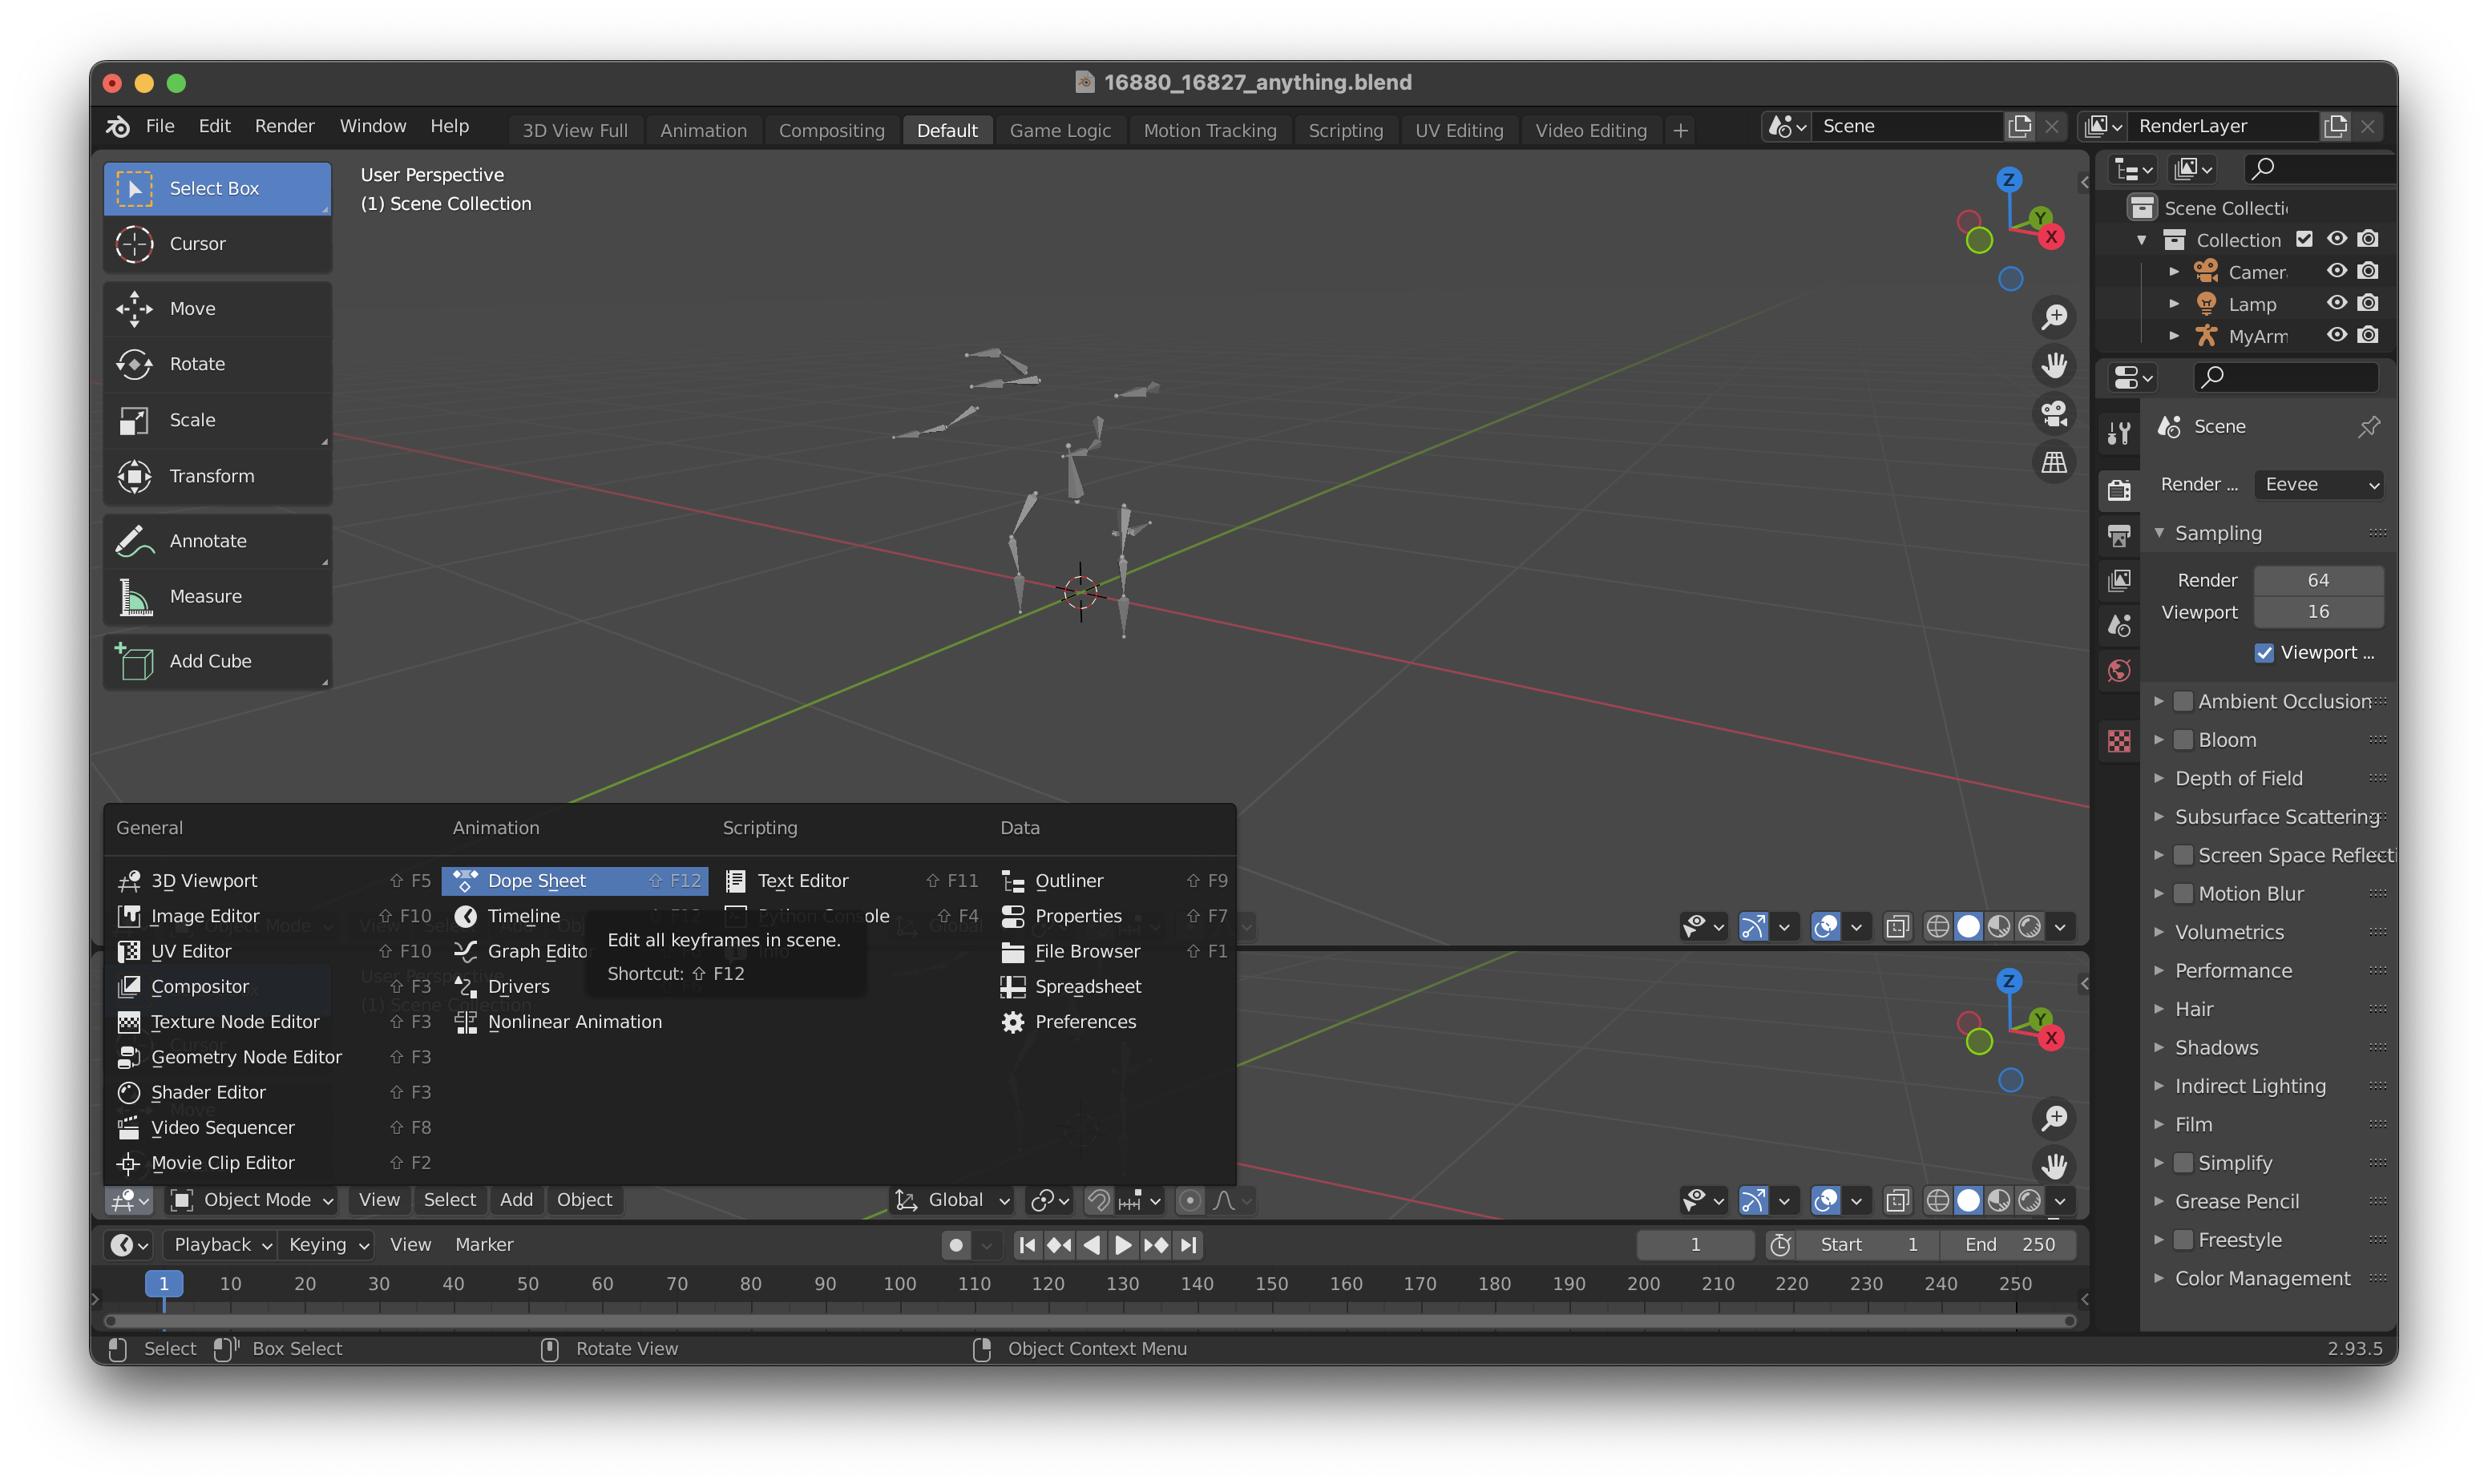 16880_16827_anything.blend
File Edit Render Window Help 3D View Full Animation Compositing Default Game Logic Motion Tracking Scripting UV Editing Video Editing + Scene RenderLayer
Select Box
Cursor
Move
Rotate
Scale
Transform
Annotate
Measure
Add Cube
User Perspective
(1) Scene Collection
Z
Y
X
Scene Collecti
Collection
Camer
Lamp
MyArm
Scene
Render ... Eevee
Sampling
Render 64
Viewport 16
Viewport ...
Ambient Occlusion
Bloom
Depth of Field
Subsurface Scattering
Screen Space Reflecti
Motion Blur
Volumetrics
Performance
Hair
Shadows
Indirect Lighting
Film
Simplify
Grease Pencil
Freestyle
Color Management
General
3D Viewport ⇧ F5
Image Editor ⇧ F10
UV Editor ⇧ F10
Compositor ⇧ F3
Texture Node Editor ⇧ F3
Geometry Node Editor ⇧ F3
Shader Editor ⇧ F3
Video Sequencer ⇧ F8
Movie Clip Editor ⇧ F2
Animation
Dope Sheet ⇧ F12
Timeline ⇧ F12
Graph Edito
Drivers
Nonlinear Animation
Edit all keyframes in scene.
Shortcut: ⇧ F12
Scripting
Text Editor ⇧ F11
Python Console ⇧ F4
Info
Data
Outliner ⇧ F9
Properties ⇧ F7
File Browser ⇧ F1
Spreadsheet
Preferences
Z
Y
X
Object Mode View Select Add Object Global
Playback Keying View Marker 1 Start 1 End 250
1 10 20 30 40 50 60 70 80 90 100 110 120 130 140 150 160 170 180 190 200 210 220 230 240 250
Select Box Select Rotate View Object Context Menu 2.93.5